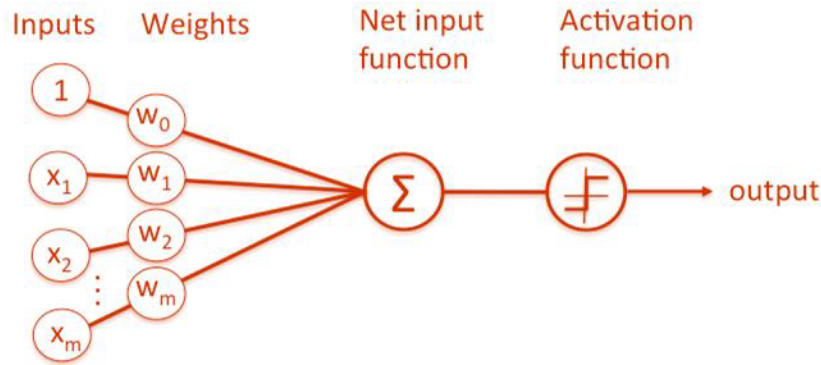 Inputs
Weights
Net input
function
Activation
function
1
w₀
x₁
w₁
x₂
w₂
⋮
xₘ
wₘ
Σ
output